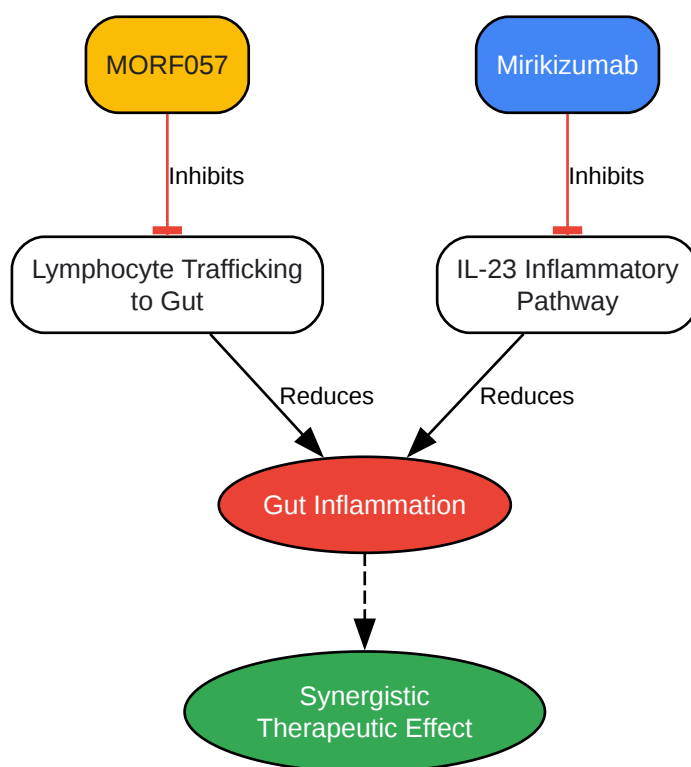 MORF057
Mirikizumab
Inhibits
Inhibits
Lymphocyte Trafficking
to Gut
IL-23 Inflammatory
Pathway
Reduces
Reduces
Gut Inflammation
Synergistic
Therapeutic Effect